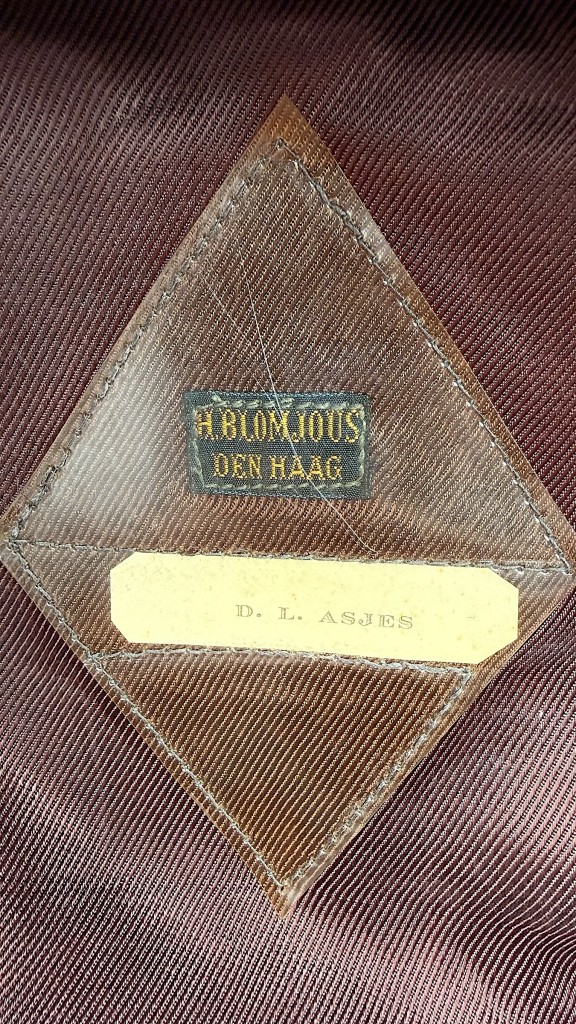 H.BLOMJOUS
DEN HAAG
D. L. ASJES